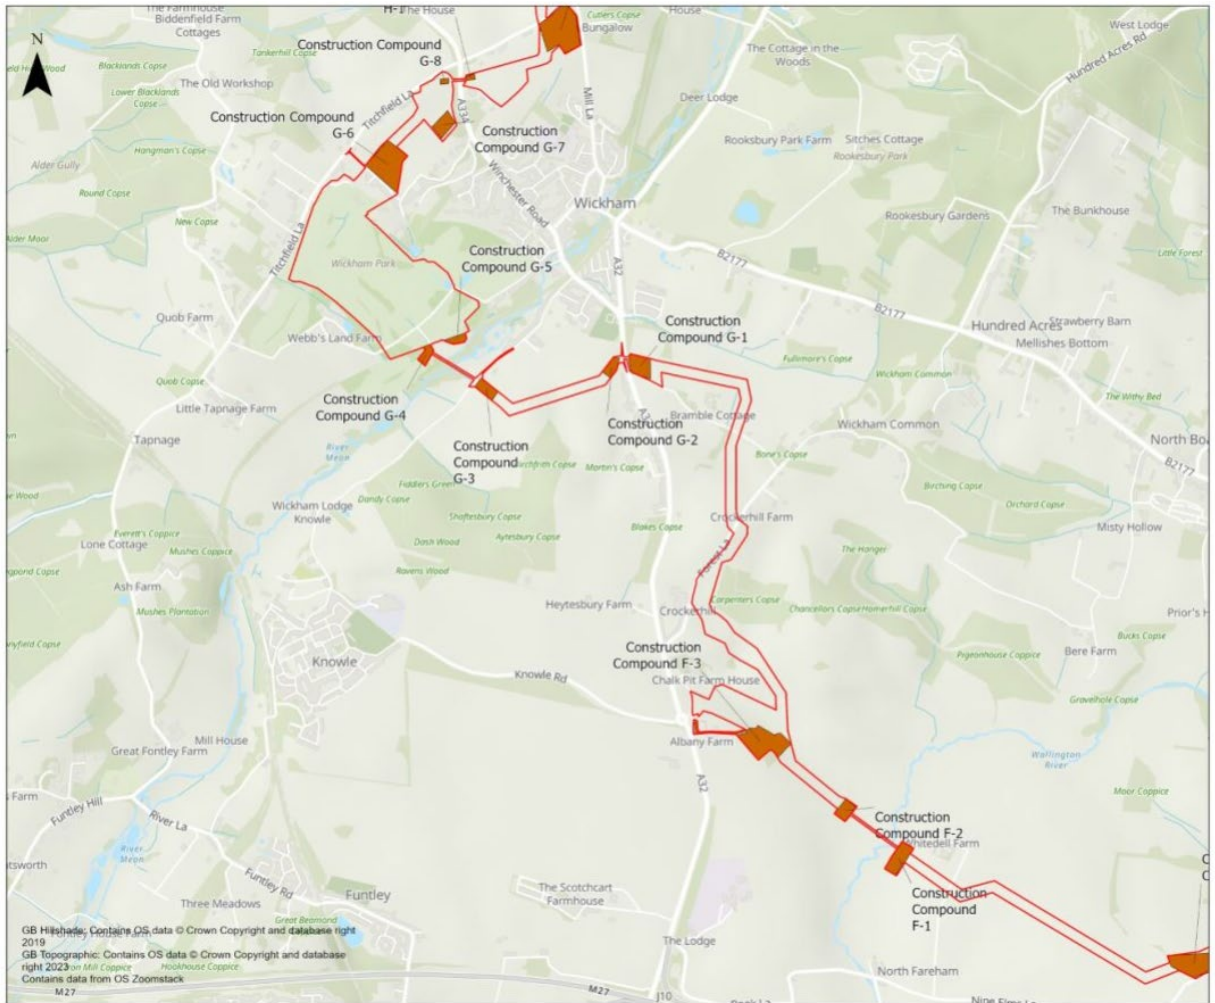 The Farmhouse
Biddenfield Farm
Cottages
H-1
The House
Cutlers Copse
Bungalow
House
West Lodge
N
Construction Compound
G-8
Tankerhill Copse
The Cottage in the
Woods
Hundred Acres Rd
Blacklands Copse
The Old Workshop
Lower Blacklands
Copse
Titchfield La
A334
Mill La
Deer Lodge
Construction Compound
G-6
Construction
Compound G-7
Rooksbury Park Farm
Sitches Cottage
Rookesbury Park
Hangman's Copse
Alder Gully
Round Copse
Winchester Road
Wickham
New Copse
Rookesbury Gardens
The Bunkhouse
Alder Moor
Titchfield La
Wickham Park
Construction
Compound G-5
A32
B2177
Little Forest
Quob Farm
Webb's Land Farm
Construction
Compound G-1
B2177
Hundred Acres
Strawberry Barn
Mellishes Bottom
Fullimore's Copse
Wickham Common
Quob Copse
Little Tapnage Farm
Construction
Compound G-4
The Withy Bed
Tapnage
River
Meon
Construction
Compound
G-3
Construction
Compound G-2
Bramble Cottage
Wickham Common
North Boa
B2177
Martin's Copse
Bone's Copse
Fiddlers Green
Dandy Copse
Birching Copse
Orchard Copse
Wickham Lodge
Knowle
Shaftesbury Copse
Aytesbury Copse
Blakes Copse
Crockerhill Farm
Misty Hollow
Everett's Coppice
Lone Cottage
Mushes Coppice
Dash Wood
The Hanger
Ravens Wood
Forest La
Ash Farm
Mushes Plantation
Heytesbury Farm
Crockerhill
Carpenters Copse
Chancellors Copse
Homerhill Copse
Prior's H
Bucks Copse
Knowle
Construction
Compound F-3
Pigeonhouse Coppice
Bere Farm
Knowle Rd
Chalk Pit Farm House
Gravelhole Coppice
Mill House
Great Fontley Farm
Albany Farm
Wallington
River
A32
Moor Coppice
s Farm
Funtley Hill
River La
Construction
Compound F-2
Whitedell Farm
River
Meon
Funtley Rd
Three Meadows
Funtley
The Scotchcart
Farmhouse
Construction
Compound
F-1
GB Hillshade: Contains OS data © Crown Copyright and database right
2019
GB Topographic: Contains OS data © Crown Copyright and database
right 2023
Contains data from OS Zoomstack
Hookhouse Coppice
The Lodge
North Fareham
M27
M27
J10